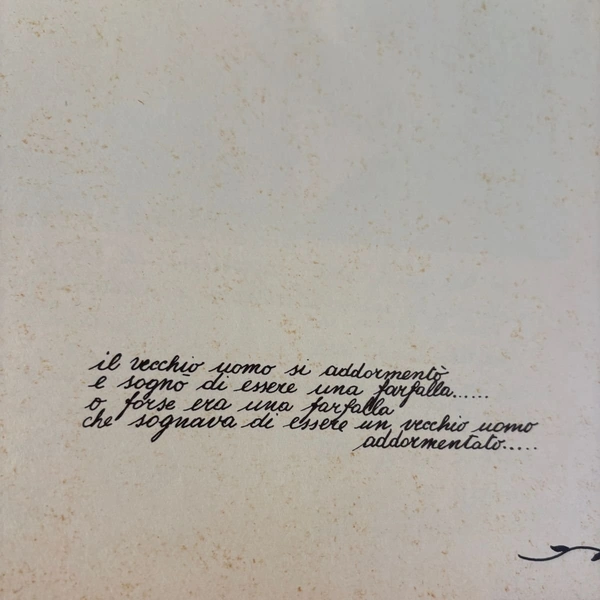 il vecchio uomo si addormentò
e sognò di essere una farfalla......
o forse era una farfalla
che sognava di essere un vecchio uomo
addormentato.....